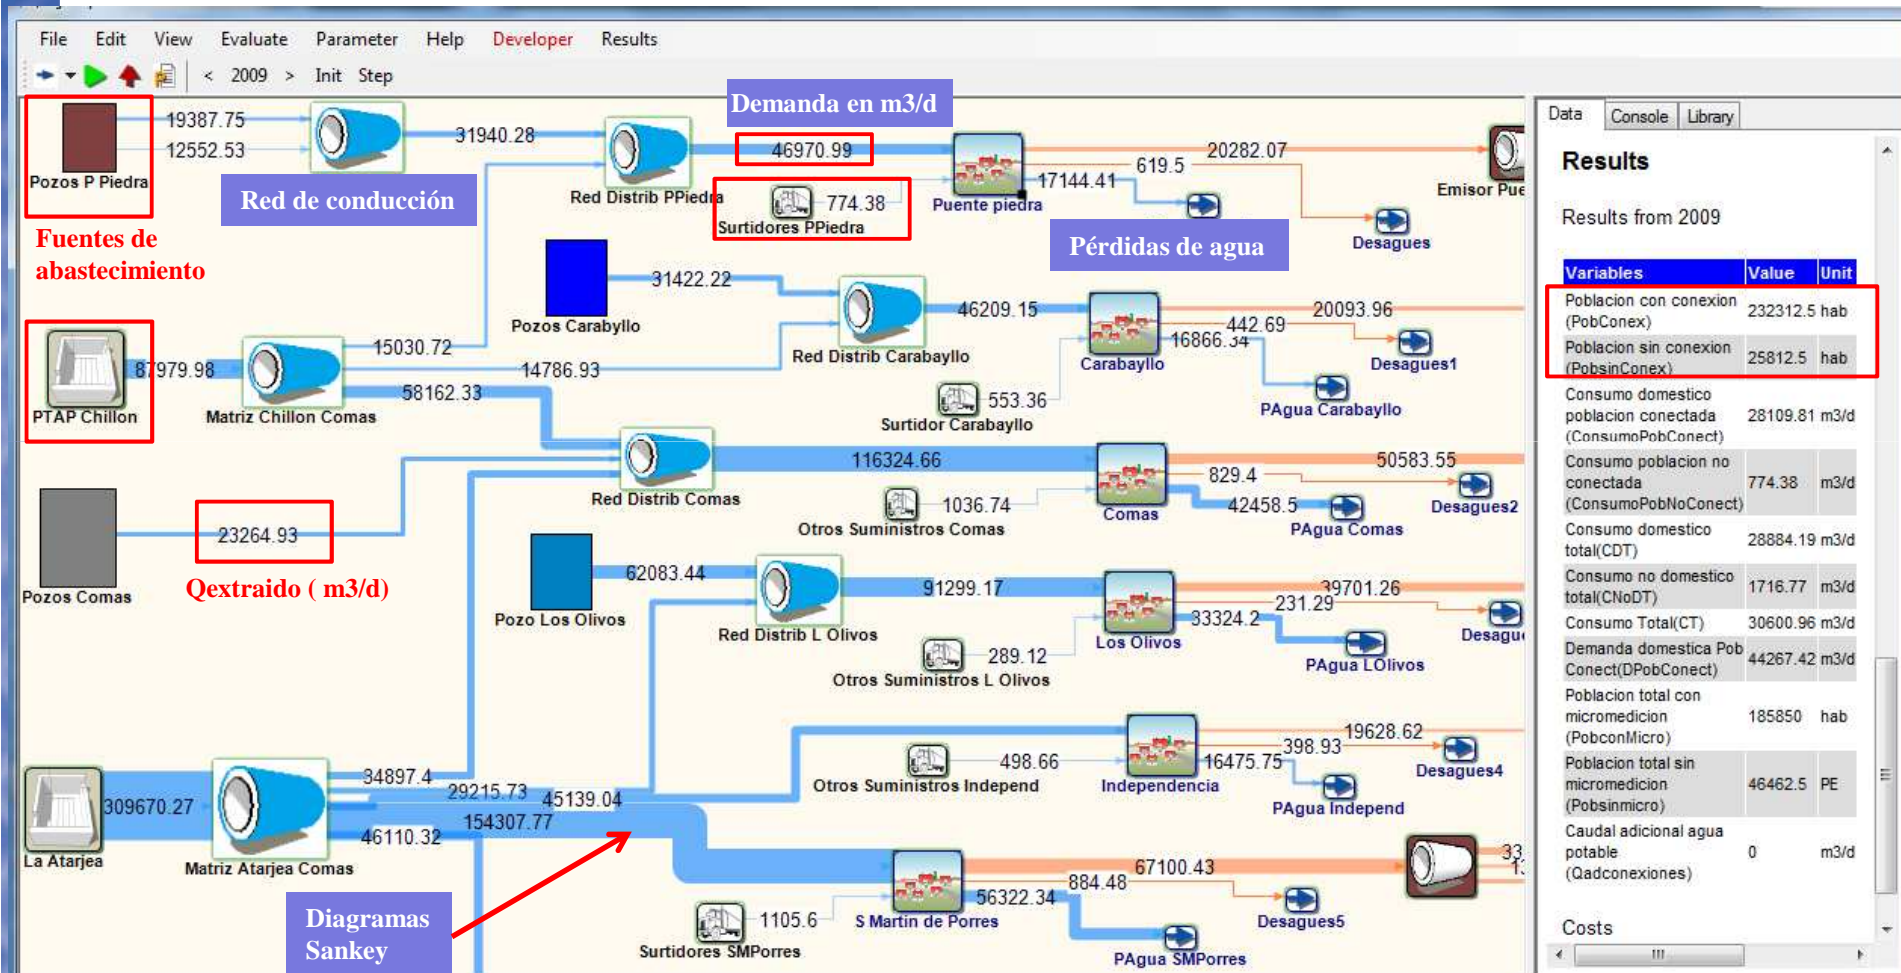 File Edit View Evaluate Parameter Help Developer Results
< 2009 > Init Step
Demanda en m3/d
19387.75
12552.53
31940.28
46970.99
20282.07
619.5
17144.41
Pozos P Piedra
Red de conducción
Red Distrib PPiedra
774.38
Surtidores PPiedra
Puente piedra
Emisor Pue
Desagues
Fuentes de
abastecimiento
Pérdidas de agua
31422.22
Pozos Carabyllo
46209.15
20093.96
442.69
16866.34
Red Distrib Carabayllo
Carabayllo
Desagues1
87979.98
15030.72
14786.93
58162.33
PTAP Chillon
Matriz Chillon Comas
553.36
Surtidor Carabayllo
PAgua Carabayllo
116324.66
50583.55
829.4
Red Distrib Comas
1036.74
Otros Suministros Comas
Comas
42458.5
PAgua Comas
Desagues2
23264.93
Qextraido ( m3/d)
Pozos Comas
62083.44
Pozo Los Olivos
91299.17
39701.26
231.29
33324.2
Red Distrib L Olivos
Los Olivos
Desague
289.12
Otros Suministros L Olivos
PAgua LOlivos
19628.62
398.93
16475.75
498.66
Otros Suministros Independ
Independencia
Desagues4
PAgua Independ
309670.27
34897.4
29215.73
45139.04
154307.77
46110.32
La Atarjea
Matriz Atarjea Comas
67100.43
884.48
56322.34
33
Diagramas
Sankey
1105.6
Surtidores SMPorres
S Martin de Porres
Desagues5
PAgua SMPorres
Data Console Library
Results
Results from 2009
Variables Value Unit
Poblacion con conexion
(PobConex) 232312.5 hab
Poblacion sin conexion
(PobsinConex) 25812.5 hab
Consumo domestico
poblacion conectada 28109.81 m3/d
(ConsumoPobConect)
Consumo poblacion no
conectada 774.38 m3/d
(ConsumoPobNoConect)
Consumo domestico
total(CDT) 28884.19 m3/d
Consumo no domestico
total(CNoDT) 1716.77 m3/d
Consumo Total(CT) 30600.96 m3/d
Demanda domestica Pob
Conect(DPobConect) 44267.42 m3/d
Poblacion total con
micromedicion 185850 hab
(PobconMicro)
Poblacion total sin
micromedicion 46462.5 PE
(Pobsinmicro)
Caudal adicional agua
potable 0 m3/d
(Qadconexiones)
Costs